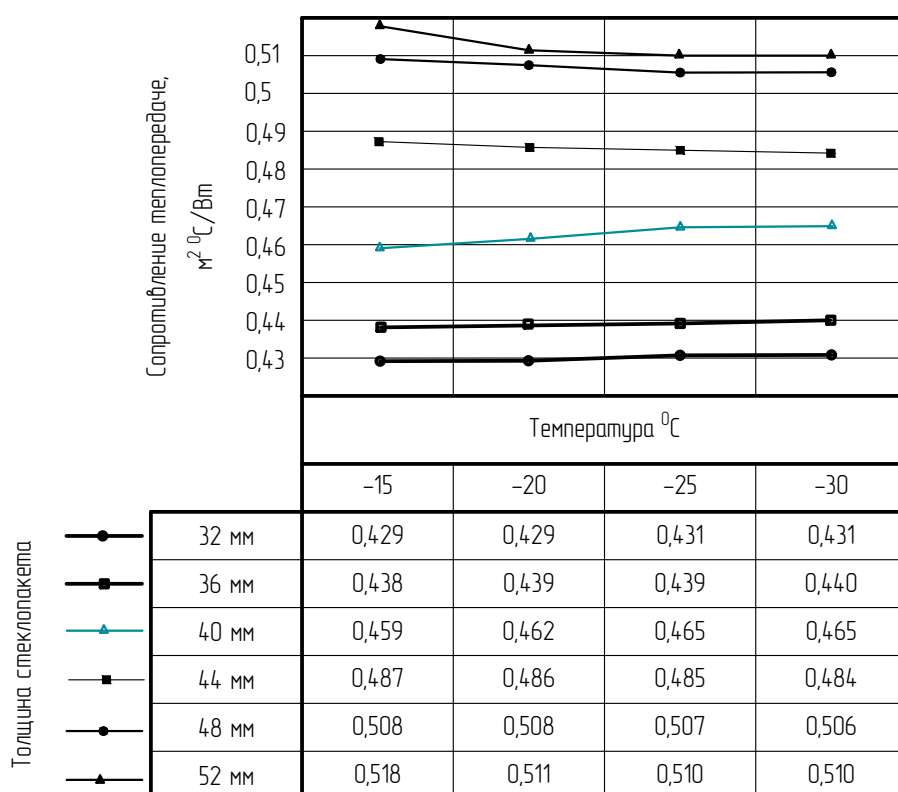 Сопротивление теплопередаче,
м² ⁰С/Вт
0,51
0,5
0,49
0,48
0,47
0,46
0,45
0,44
0,43
Температура ⁰С
-15 -20 -25 -30
Толщина стеклопакета
32 мм 0,429 0,429 0,431 0,431
36 мм 0,438 0,439 0,439 0,440
40 мм 0,459 0,462 0,465 0,465
44 мм 0,487 0,486 0,485 0,484
48 мм 0,508 0,508 0,507 0,506
52 мм 0,518 0,511 0,510 0,510